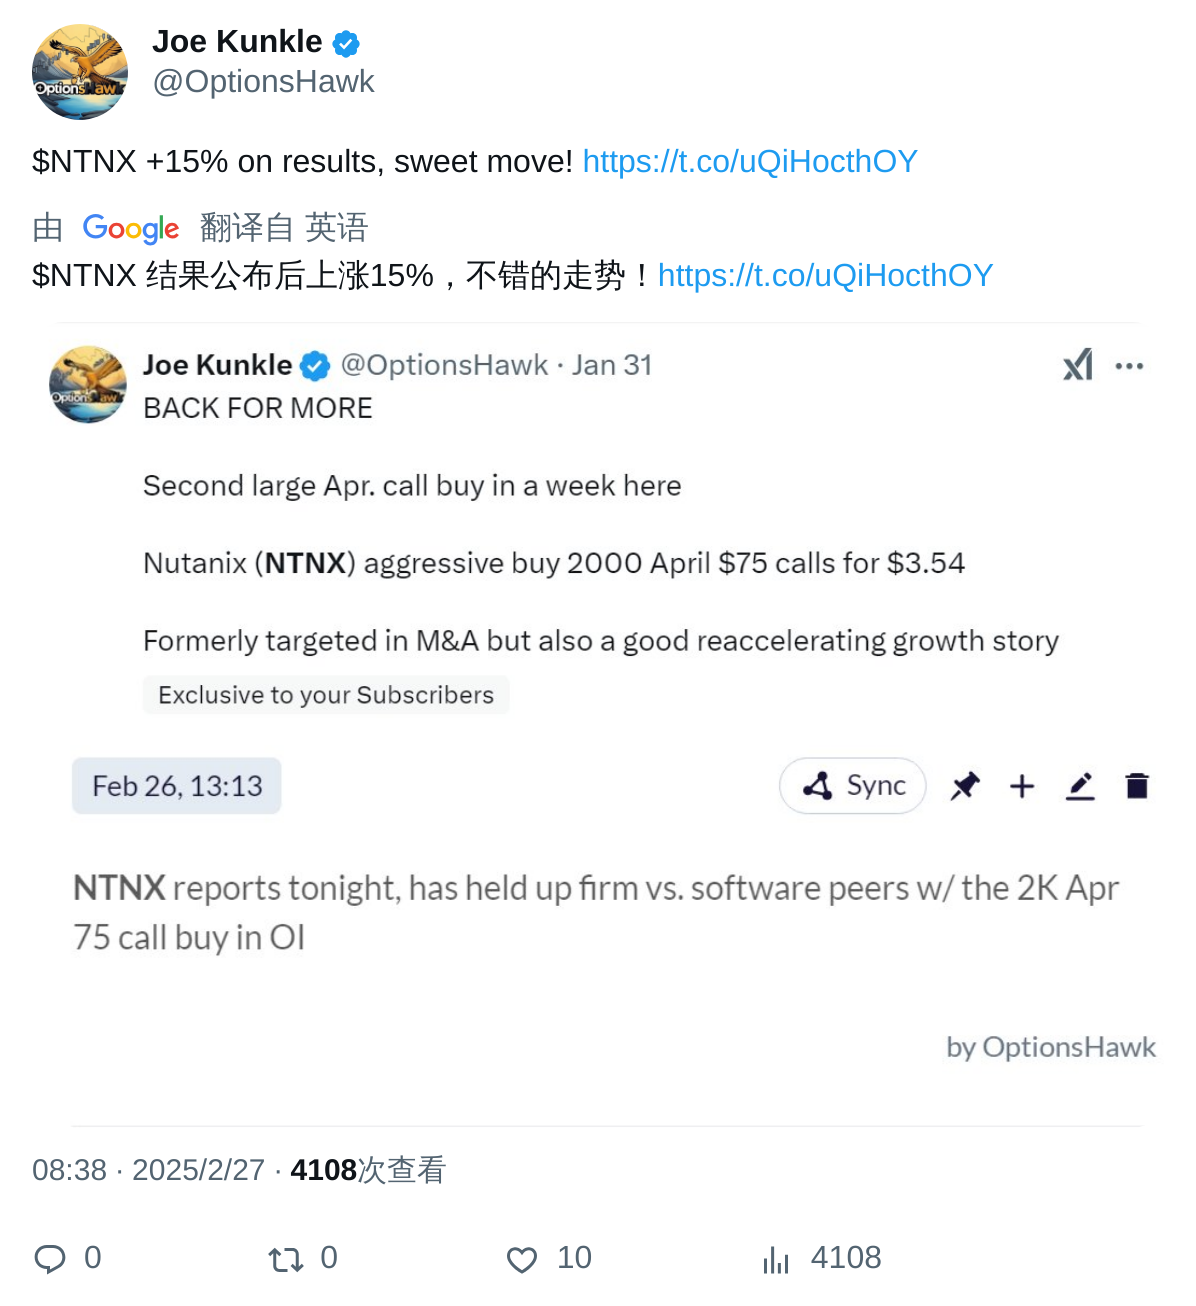 Joe Kunkle
@OptionsHawk
$NTNX +15% on results, sweet move! https://t.co/uQiHocthOY
由 Google 翻译自 英语
$NTNX 结果公布后上涨15%，不错的走势！https://t.co/uQiHocthOY
Joe Kunkle @OptionsHawk · Jan 31
BACK FOR MORE
Second large Apr. call buy in a week here
Nutanix (NTNX) aggressive buy 2000 April $75 calls for $3.54
Formerly targeted in M&A but also a good reaccelerating growth story
Exclusive to your Subscribers
Feb 26, 13:13
Sync
NTNX reports tonight, has held up firm vs. software peers w/ the 2K Apr
75 call buy in OI
by OptionsHawk
08:38 · 2025/2/27 · 4108次查看
0 0 10 4108